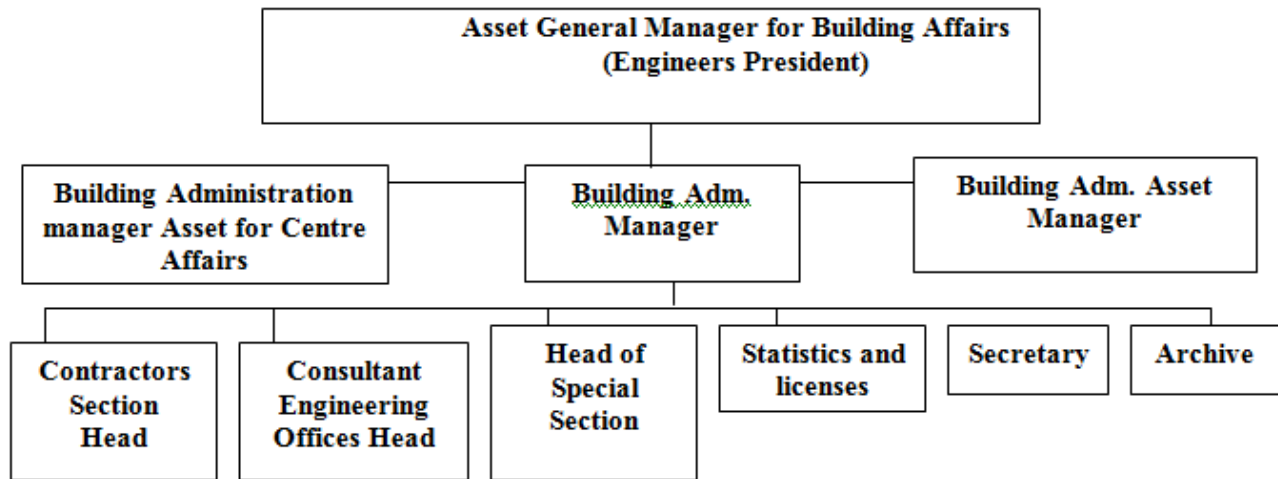 Asset General Manager for Building Affairs
(Engineers President)
Building Administration
manager Asset for Centre
Affairs
Building Adm.
Manager
Building Adm. Asset
Manager
Contractors
Section
Head
Consultant
Engineering
Offices Head
Head of
Special
Section
Statistics and
licenses
Secretary
Archive